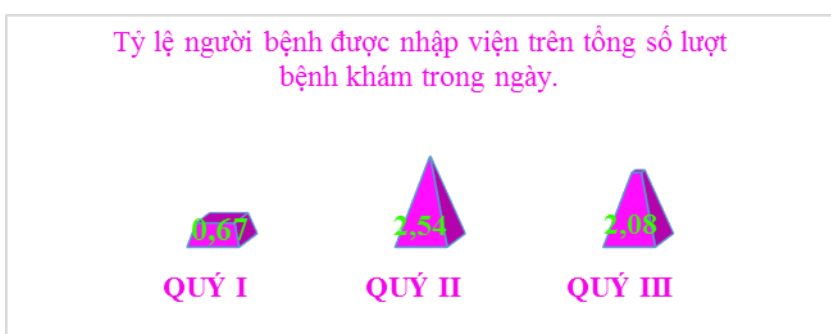 Tỷ lệ người bệnh được nhập viện trên tổng số lượt
bệnh khám trong ngày.
0,67 2,54 2,08
QUÝ I QUÝ II QUÝ III